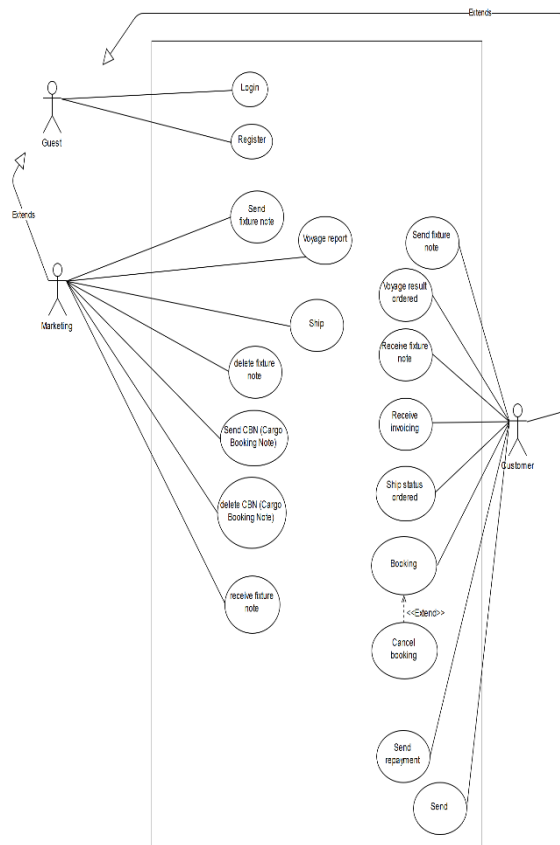 Extends
Login
Guest
Register
Extends
Send
fixture note
Voyage report
Send fixture
note
Marketing
Voyage result
ordered
Ship
Receive fixture
note
delete fixture
note
Receive
invoicing
Customer
Send CBN (Cargo
Booking Note)
Ship status
ordered
delete CBN (Cargo
Booking Note)
Booking
receive fixture
note
<<Extend>>
Cancel
booking
Send
repayment
Send